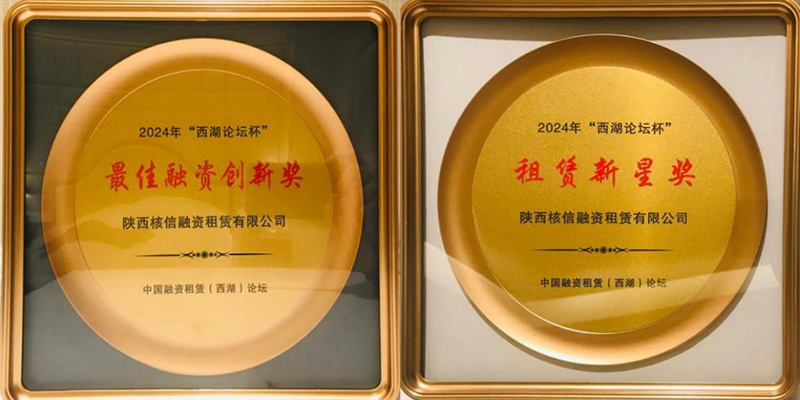 2024年“西湖论坛杯”
最佳融资创新奖
陕西核信融资租赁有限公司
中国融资租赁（西湖）论坛
2024年“西湖论坛杯”
租赁新星奖
陕西核信融资租赁有限公司
中国融资租赁（西湖）论坛